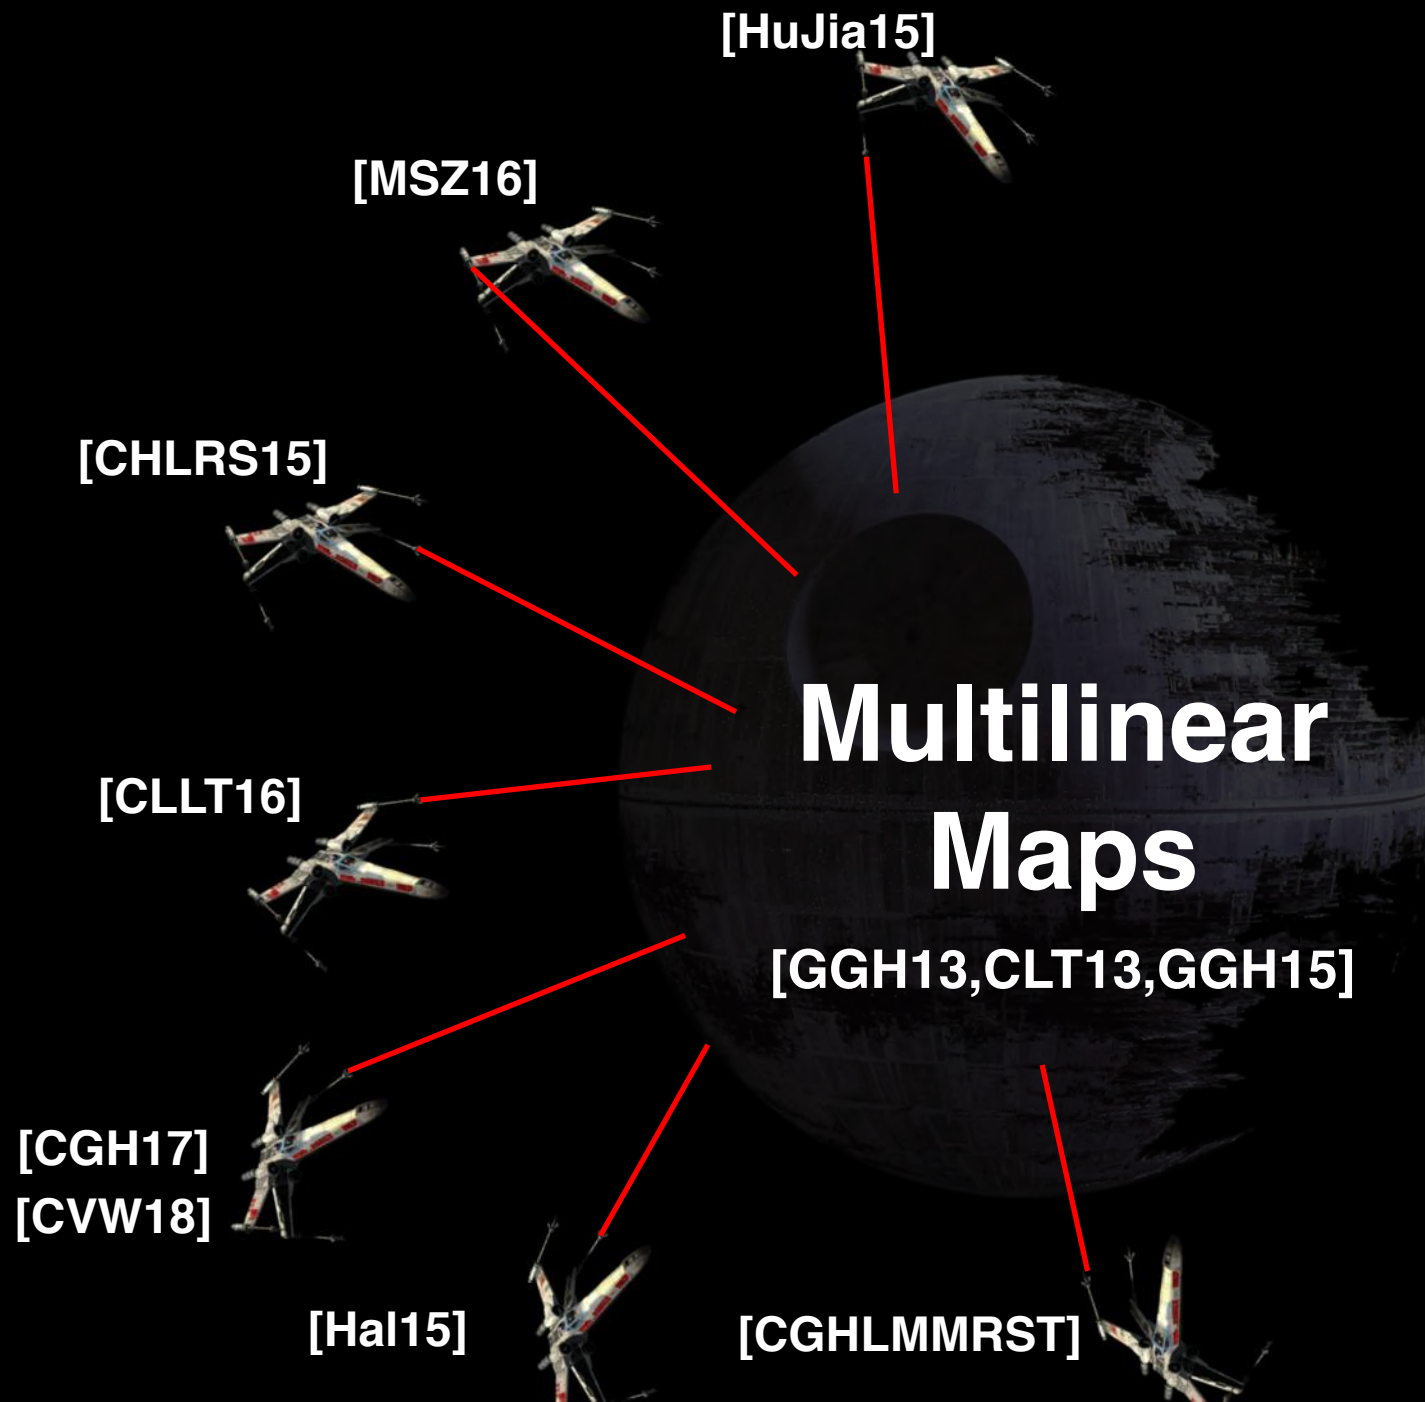 [HuJia15]
[MSZ16]
[CHLRS15]
Multilinear
Maps
[CLLT16]
[GGH13,CLT13,GGH15]
[CGH17]
[CVW18]
[Hal15]
[CGHLMMRST]